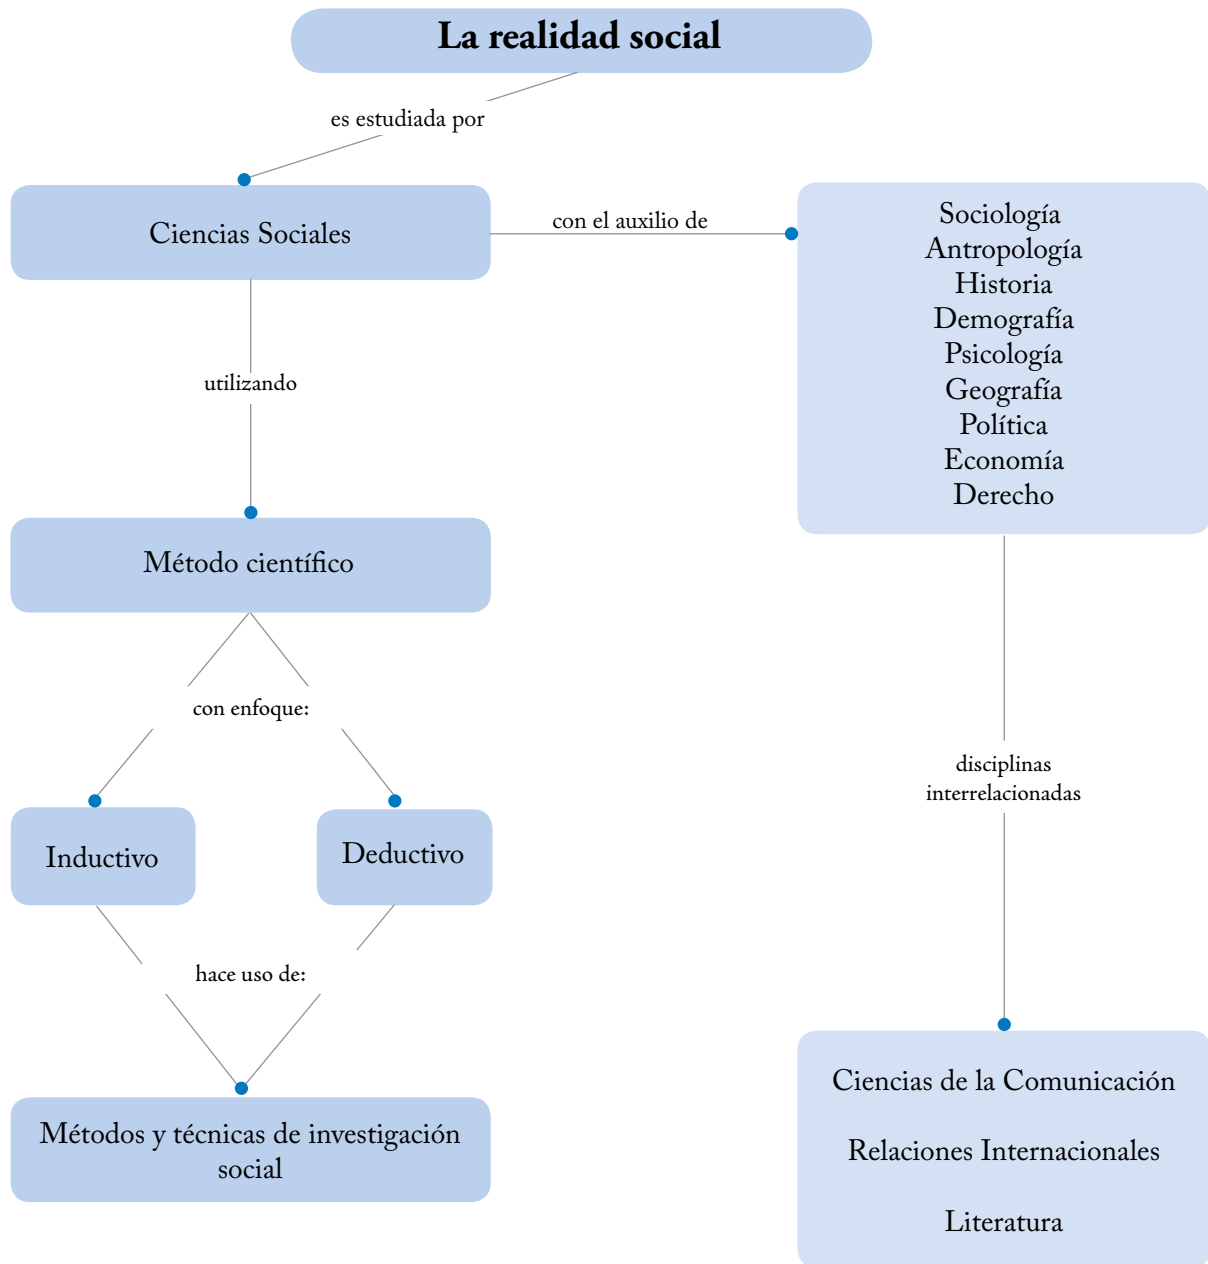 La realidad social
es estudiada por
Ciencias Sociales
con el auxilio de
Sociología
Antropología
Historia
Demografía
Psicología
Geografía
Política
Economía
Derecho
utilizando
Método científico
con enfoque:
Inductivo
Deductivo
hace uso de:
Métodos y técnicas de investigación
social
disciplinas
interrelacionadas
Ciencias de la Comunicación
Relaciones Internacionales
Literatura